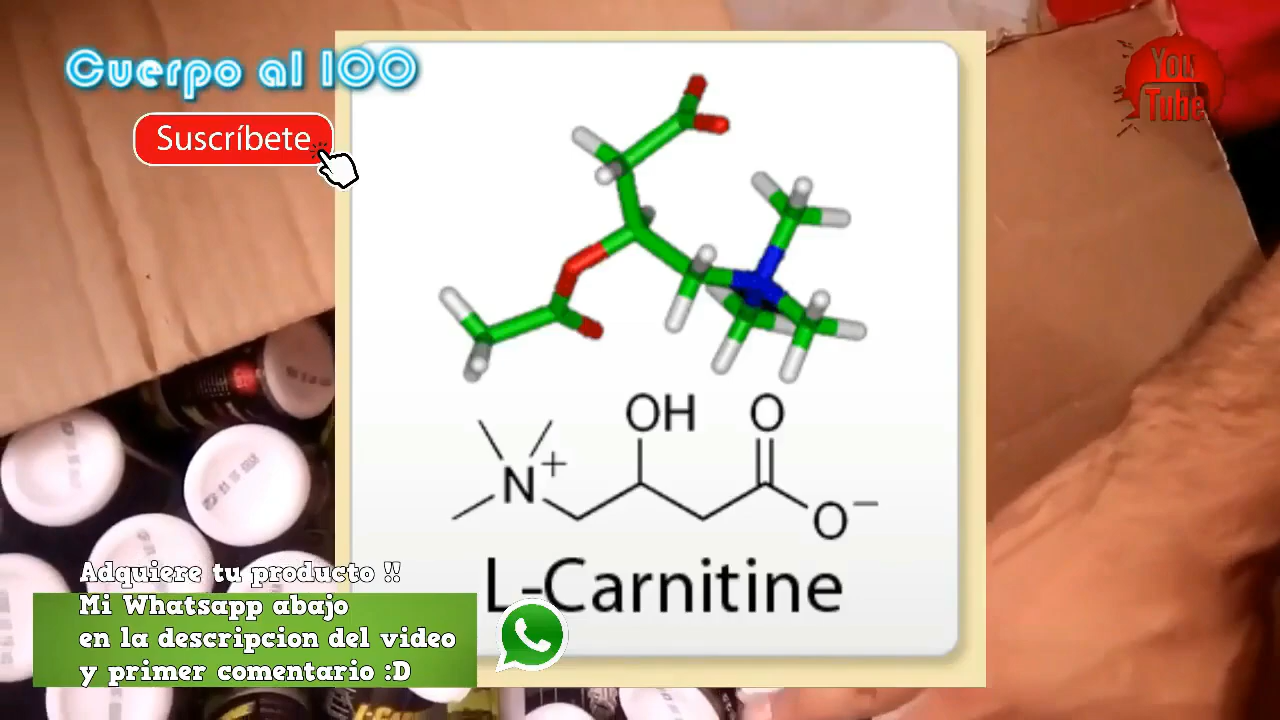 Cuerpo al 100
Suscríbete
You
Tube
OH
O
N+
O−
L-Carnitine
Adquiere tu producto !!
Mi Whatsapp abajo
en la descripcion del video
y primer comentario :D